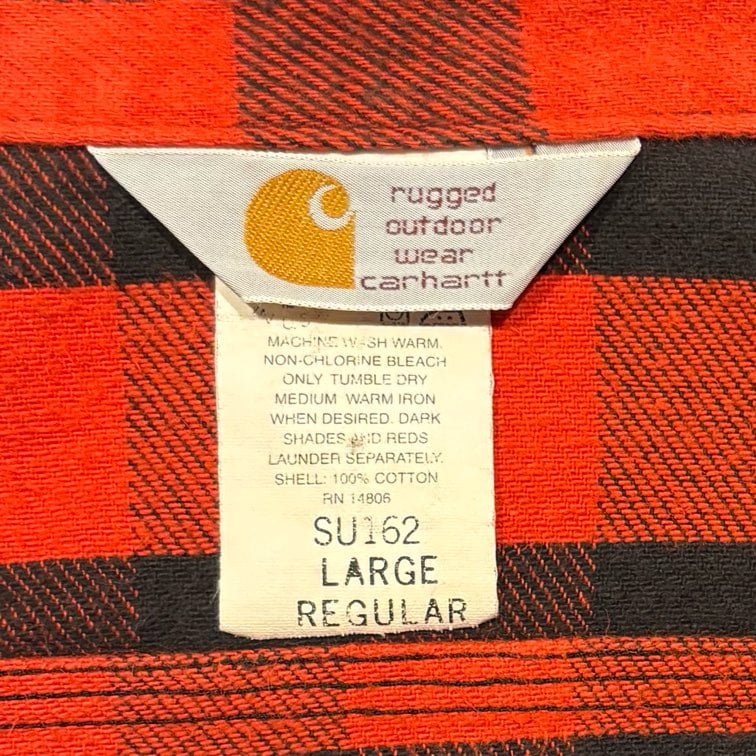 rugged
outdoor
wear
carhartt
MACHINE WASH WARM.
NON-CHLORINE BLEACH
ONLY TUMBLE DRY
MEDIUM WARM IRON
WHEN DESIRED. DARK
SHADES AND REDS
LAUNDER SEPARATELY.
SHELL: 100% COTTON
RN 14806
SU162
LARGE
REGULAR